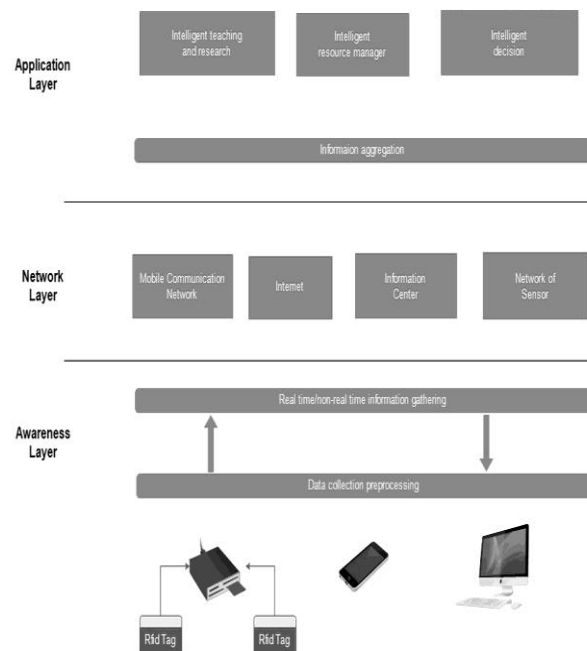 Application
Layer
Intelligent teaching
and research
Intelligent
resource manager
Intelligent
decision
Informaion aggregation
Network
Layer
Mobile Communication
Network
Internet
Information
Center
Network of
Sensor
Awareness
Layer
Real time/non-real time information gathering
Data collection preprocessing
Rfid Tag
Rfid Tag